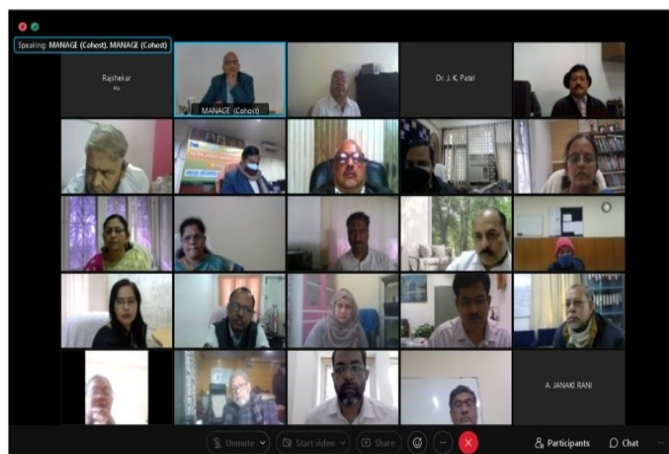 Speaking: MANAGE (Cohost), MANAGE (Cohost)
Rajshekar
MANAGE (Cohost)
Dr. J. K. Patel
A. JANAKI RANI
Unmute
Start video
Share
Participants
Chat